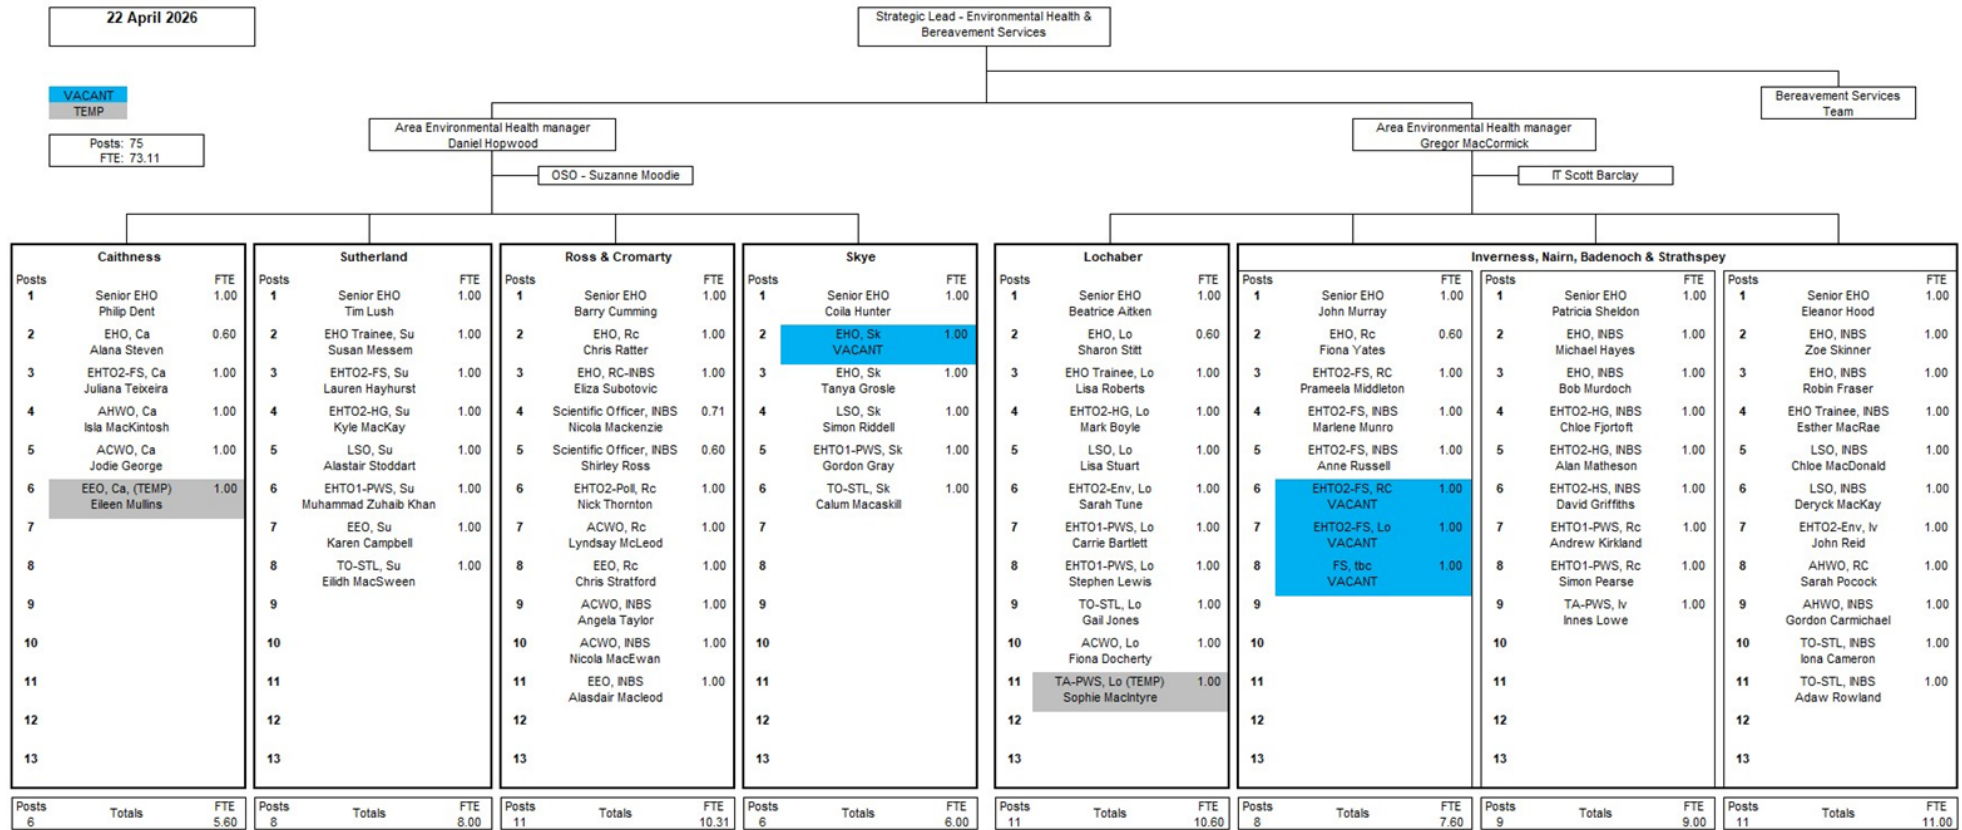 22 April 2026
Strategic Lead - Environmental Health &
Bereavement Services
VACANT
TEMP
Posts: 75
FTE: 73.11
Bereavement Services
Team
Area Environmental Health manager
Daniel Hopwood
Area Environmental Health manager
Gregor MacCormick
OSO - Suzanne Moodie
IT Scott Barclay
Caithness
Posts FTE
1 Senior EHO 1.00
Philip Dent
2 EHO, Ca 0.60
Alana Steven
3 EHTO2-FS, Ca 1.00
Juliana Teixeira
4 AHWO, Ca 1.00
Isla MacKintosh
5 ACWO, Ca 1.00
Jodie George
6 EEO, Ca, (TEMP) 1.00
Eileen Mullins
7
8
9
10
11
12
13
Posts Totals FTE
6 5.60
Sutherland
Posts FTE
1 Senior EHO 1.00
Tim Lush
2 EHO Trainee, Su 1.00
Susan Messem
3 EHTO2-FS, Su 1.00
Lauren Hayhurst
4 EHTO2-HG, Su 1.00
Kyle MacKay
5 LSO, Su 1.00
Alastair Stoddart
6 EHTO1-PWS, Su 1.00
Muhammad Zuhaib Khan
7 EEO, Su 1.00
Karen Campbell
8 TO-STL, Su 1.00
Eilidh MacSween
9
10
11
12
13
Posts Totals FTE
8 8.00
Ross & Cromarty
Posts FTE
1 Senior EHO 1.00
Barry Cumming
2 EHO, Rc 1.00
Chris Ratter
3 EHO, RC-INBS 1.00
Eliza Subotovic
4 Scientific Officer, INBS 0.71
Nicola Mackenzie
5 Scientific Officer, INBS 0.60
Shirley Ross
6 EHTO2-Poll, Rc 1.00
Nick Thornton
7 ACWO, Rc 1.00
Lyndsay McLeod
8 EEO, Rc 1.00
Chris Stratford
9 ACWO, INBS 1.00
Angela Taylor
10 ACWO, INBS 1.00
Nicola MacEwan
11 EEO, INBS 1.00
Alasdair Macleod
12
13
Posts Totals FTE
11 10.31
Skye
Posts FTE
1 Senior EHO 1.00
Coila Hunter
2 EHO, Sk 1.00
VACANT
3 EHO, Sk 1.00
Tanya Grosle
4 LSO, Sk 1.00
Simon Riddell
5 EHTO1-PWS, Sk 1.00
Gordon Gray
6 TO-STL, Sk 1.00
Calum Macaskill
7
8
9
10
11
12
13
Posts Totals FTE
6 6.00
Lochaber
Posts FTE
1 Senior EHO 1.00
Beatrice Aitken
2 EHO, Lo 0.60
Sharon Stitt
3 EHO Trainee, Lo 1.00
Lisa Roberts
4 EHTO2-HG, Lo 1.00
Mark Boyle
5 LSO, Lo 1.00
Lisa Stuart
6 EHTO2-Env, Lo 1.00
Sarah Tune
7 EHTO1-PWS, Lo 1.00
Carrie Bartlett
8 EHTO1-PWS, Lo 1.00
Stephen Lewis
9 TO-STL, Lo 1.00
Gail Jones
10 ACWO, Lo 1.00
Fiona Docherty
11 TA-PWS, Lo (TEMP) 1.00
Sophie MacIntyre
12
13
Posts Totals FTE
11 10.60
Inverness, Nairn, Badenoch & Strathspey
Posts FTE
1 Senior EHO 1.00
John Murray
2 EHO, Rc 0.60
Fiona Yates
3 EHTO2-FS, RC 1.00
Prameela Middleton
4 EHTO2-FS, INBS 1.00
Marlene Munro
5 EHTO2-FS, INBS 1.00
Anne Russell
6 EHTO2-FS, RC 1.00
VACANT
7 EHTO2-FS, Lo 1.00
VACANT
8 FS, tbc 1.00
VACANT
9
10
11
12
13
Posts Totals FTE
8 7.60
Posts FTE
1 Senior EHO 1.00
Patricia Sheldon
2 EHO, INBS 1.00
Michael Hayes
3 EHO, INBS 1.00
Bob Murdoch
4 EHTO2-HG, INBS 1.00
Chloe Fjortoft
5 EHTO2-HG, INBS 1.00
Alan Matheson
6 EHTO2-HS, INBS 1.00
David Griffiths
7 EHTO1-PWS, Rc 1.00
Andrew Kirkland
8 EHTO1-PWS, Rc 1.00
Simon Pearse
9 TA-PWS, Iv 1.00
Innes Lowe
10
11
12
13
Posts Totals FTE
9 9.00
Posts FTE
1 Senior EHO 1.00
Eleanor Hood
2 EHO, INBS 1.00
Zoe Skinner
3 EHO, INBS 1.00
Robin Fraser
4 EHO Trainee, INBS 1.00
Esther MacRae
5 LSO, INBS 1.00
Chloe MacDonald
6 LSO, INBS 1.00
Deryck MacKay
7 EHTO2-Env, Iv 1.00
John Reid
8 AHWO, RC 1.00
Sarah Pocock
9 AHWO, INBS 1.00
Gordon Carmichael
10 TO-STL, INBS 1.00
Iona Cameron
11 TO-STL, INBS 1.00
Adaw Rowland
12
13
Posts Totals FTE
11 11.00